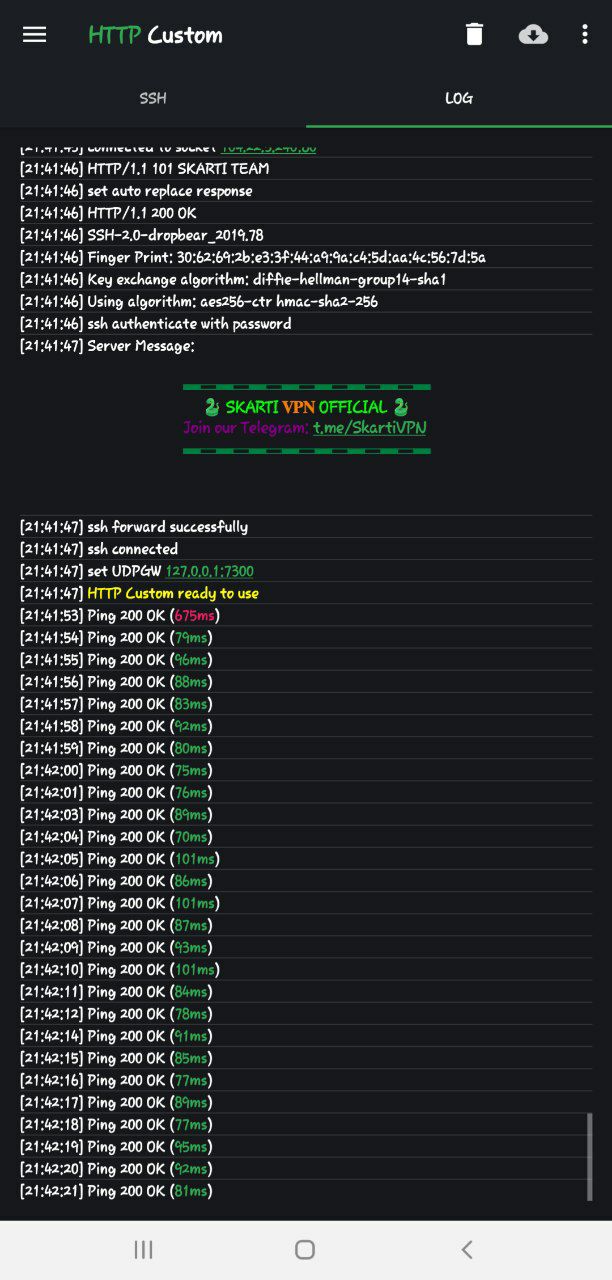 HTTP Custom
SSH
LOG
[21:41:45] connected to socket
[21:41:46] HTTP/1.1 101 SKARTI TEAM
[21:41:46] set auto replace response
[21:41:46] HTTP/1.1 200 OK
[21:41:46] SSH-2.0-dropbear_2019.78
[21:41:46] Finger Print: 30:62:69:2b:e3:3f:44:a9:9a:c4:5d:aa:4c:56:7d:5a
[21:41:46] Key exchange algorithm: diffie-hellman-group14-sha1
[21:41:46] Using algorithm: aes256-ctr hmac-sha2-256
[21:41:46] ssh authenticate with password
[21:41:47] Server Message:
🐍 SKARTI VPN OFFICIAL 🐍
Join our Telegram: t.me/SkartiVPN
[21:41:47] ssh forward successfully
[21:41:47] ssh connected
[21:41:47] set UDPGW 127.0.0.1:7300
[21:41:47] HTTP Custom ready to use
[21:41:53] Ping 200 OK (675ms)
[21:41:54] Ping 200 OK (79ms)
[21:41:55] Ping 200 OK (96ms)
[21:41:56] Ping 200 OK (88ms)
[21:41:57] Ping 200 OK (83ms)
[21:41:58] Ping 200 OK (92ms)
[21:41:59] Ping 200 OK (80ms)
[21:42:00] Ping 200 OK (75ms)
[21:42:01] Ping 200 OK (76ms)
[21:42:03] Ping 200 OK (89ms)
[21:42:04] Ping 200 OK (70ms)
[21:42:05] Ping 200 OK (101ms)
[21:42:06] Ping 200 OK (86ms)
[21:42:07] Ping 200 OK (101ms)
[21:42:08] Ping 200 OK (87ms)
[21:42:09] Ping 200 OK (93ms)
[21:42:10] Ping 200 OK (101ms)
[21:42:11] Ping 200 OK (84ms)
[21:42:12] Ping 200 OK (78ms)
[21:42:14] Ping 200 OK (91ms)
[21:42:15] Ping 200 OK (85ms)
[21:42:16] Ping 200 OK (77ms)
[21:42:17] Ping 200 OK (89ms)
[21:42:18] Ping 200 OK (77ms)
[21:42:19] Ping 200 OK (95ms)
[21:42:20] Ping 200 OK (92ms)
[21:42:21] Ping 200 OK (81ms)